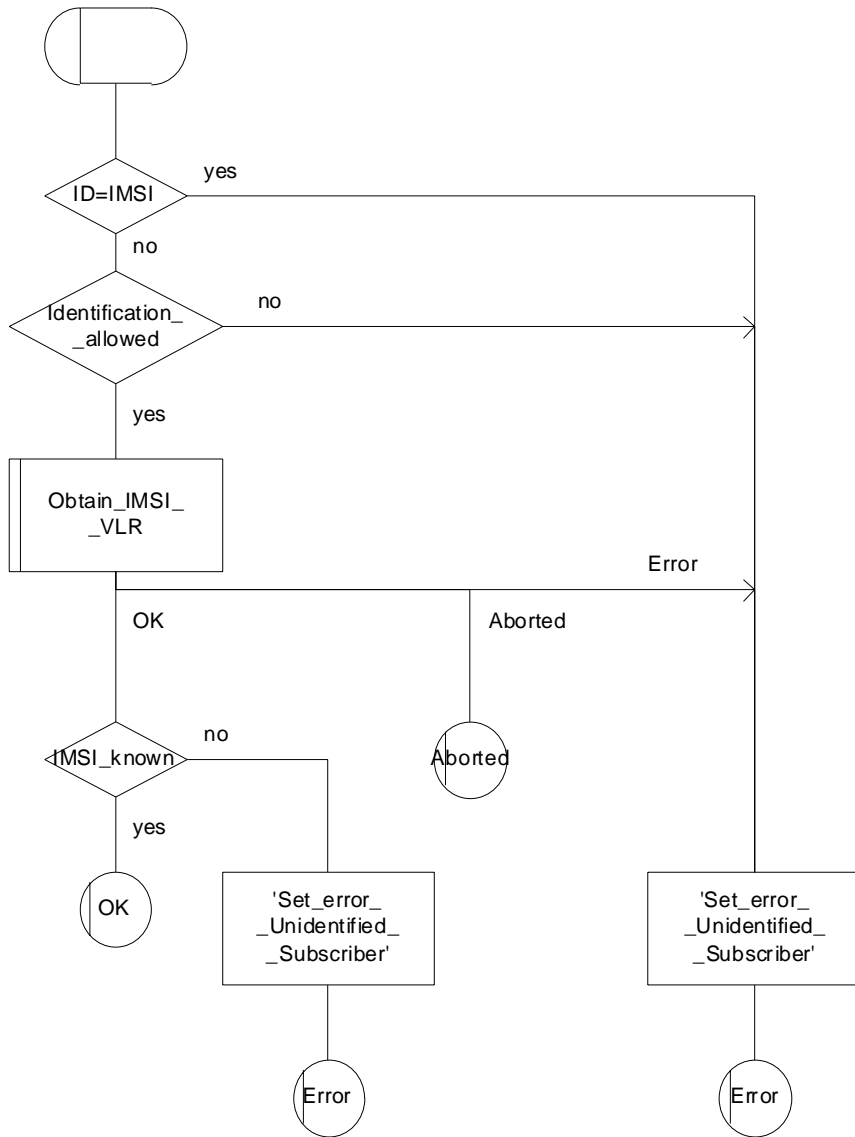 yes
ID=IMSI
no
Identification_
_allowed
no
yes
Obtain_IMSI_
_VLR
Error
OK
Aborted
IMSI_known
no
Aborted
yes
OK
'Set_error_
_Unidentified_
_Subscriber'
'Set_error_
_Unidentified_
_Subscriber'
Error
Error